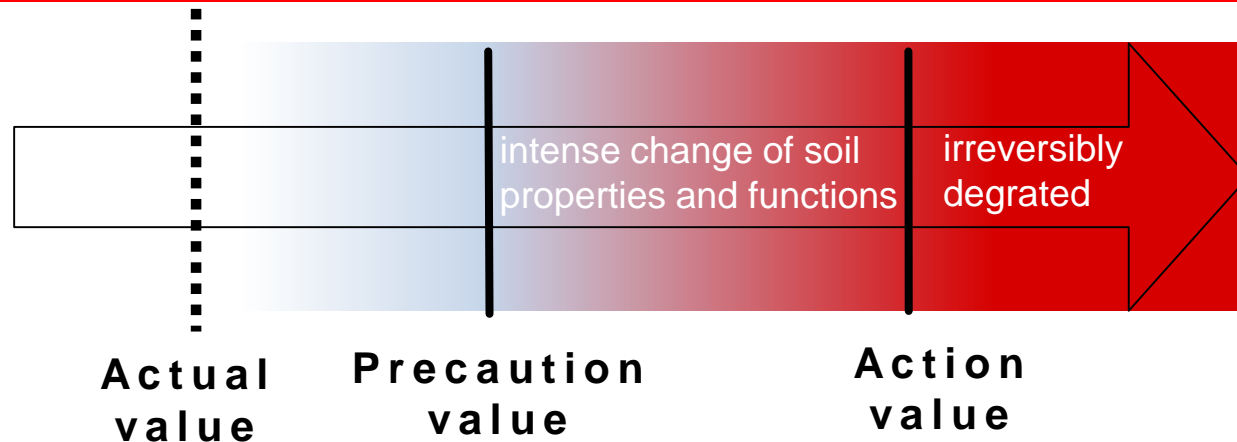 intense change of soil
properties and functions
irreversibly
degrated
Actual
value
Precaution
value
Action
value